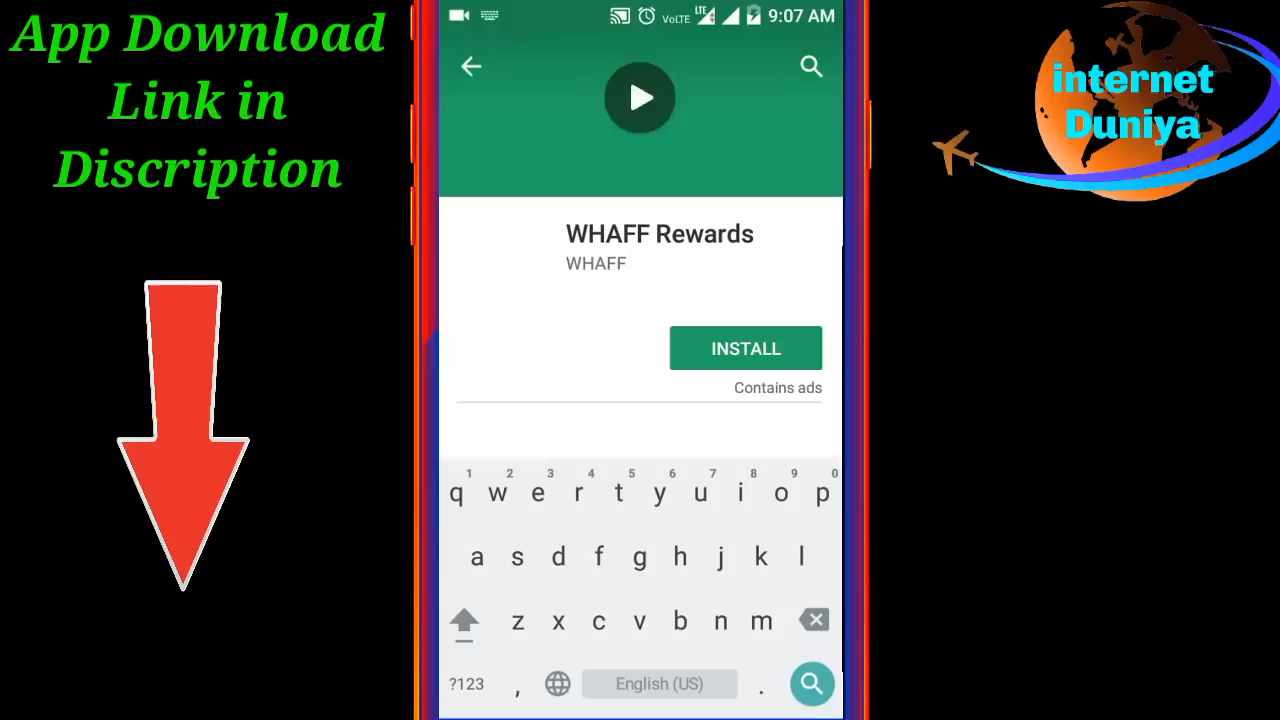 App Download
Link in
Discription
VoLTE LTE 9:07 AM
internet
Duniya
WHAFF Rewards
WHAFF
INSTALL
Contains ads
1 2 3 4 5 6 7 8 9 0
q w e r t y u i o p
a s d f g h j k l
z x c v b n m
?123 , English (US) .